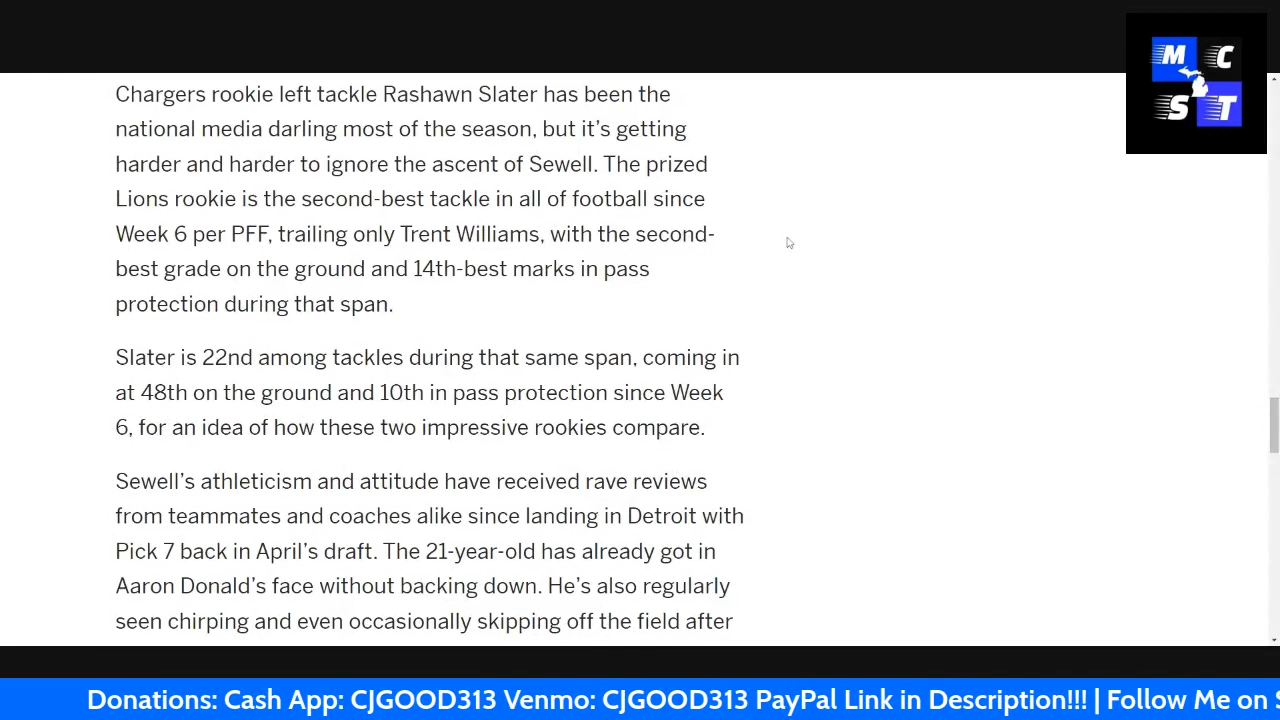 M C
S T
Chargers rookie left tackle Rashawn Slater has been the
national media darling most of the season, but it’s getting
harder and harder to ignore the ascent of Sewell. The prized
Lions rookie is the second-best tackle in all of football since
Week 6 per PFF, trailing only Trent Williams, with the second-
best grade on the ground and 14th-best marks in pass
protection during that span.
Slater is 22nd among tackles during that same span, coming in
at 48th on the ground and 10th in pass protection since Week
6, for an idea of how these two impressive rookies compare.
Sewell’s athleticism and attitude have received rave reviews
from teammates and coaches alike since landing in Detroit with
Pick 7 back in April’s draft. The 21-year-old has already got in
Aaron Donald’s face without backing down. He’s also regularly
seen chirping and even occasionally skipping off the field after
Donations: Cash App: CJGOOD313 Venmo: CJGOOD313 PayPal Link in Description!!! | Follow Me on S